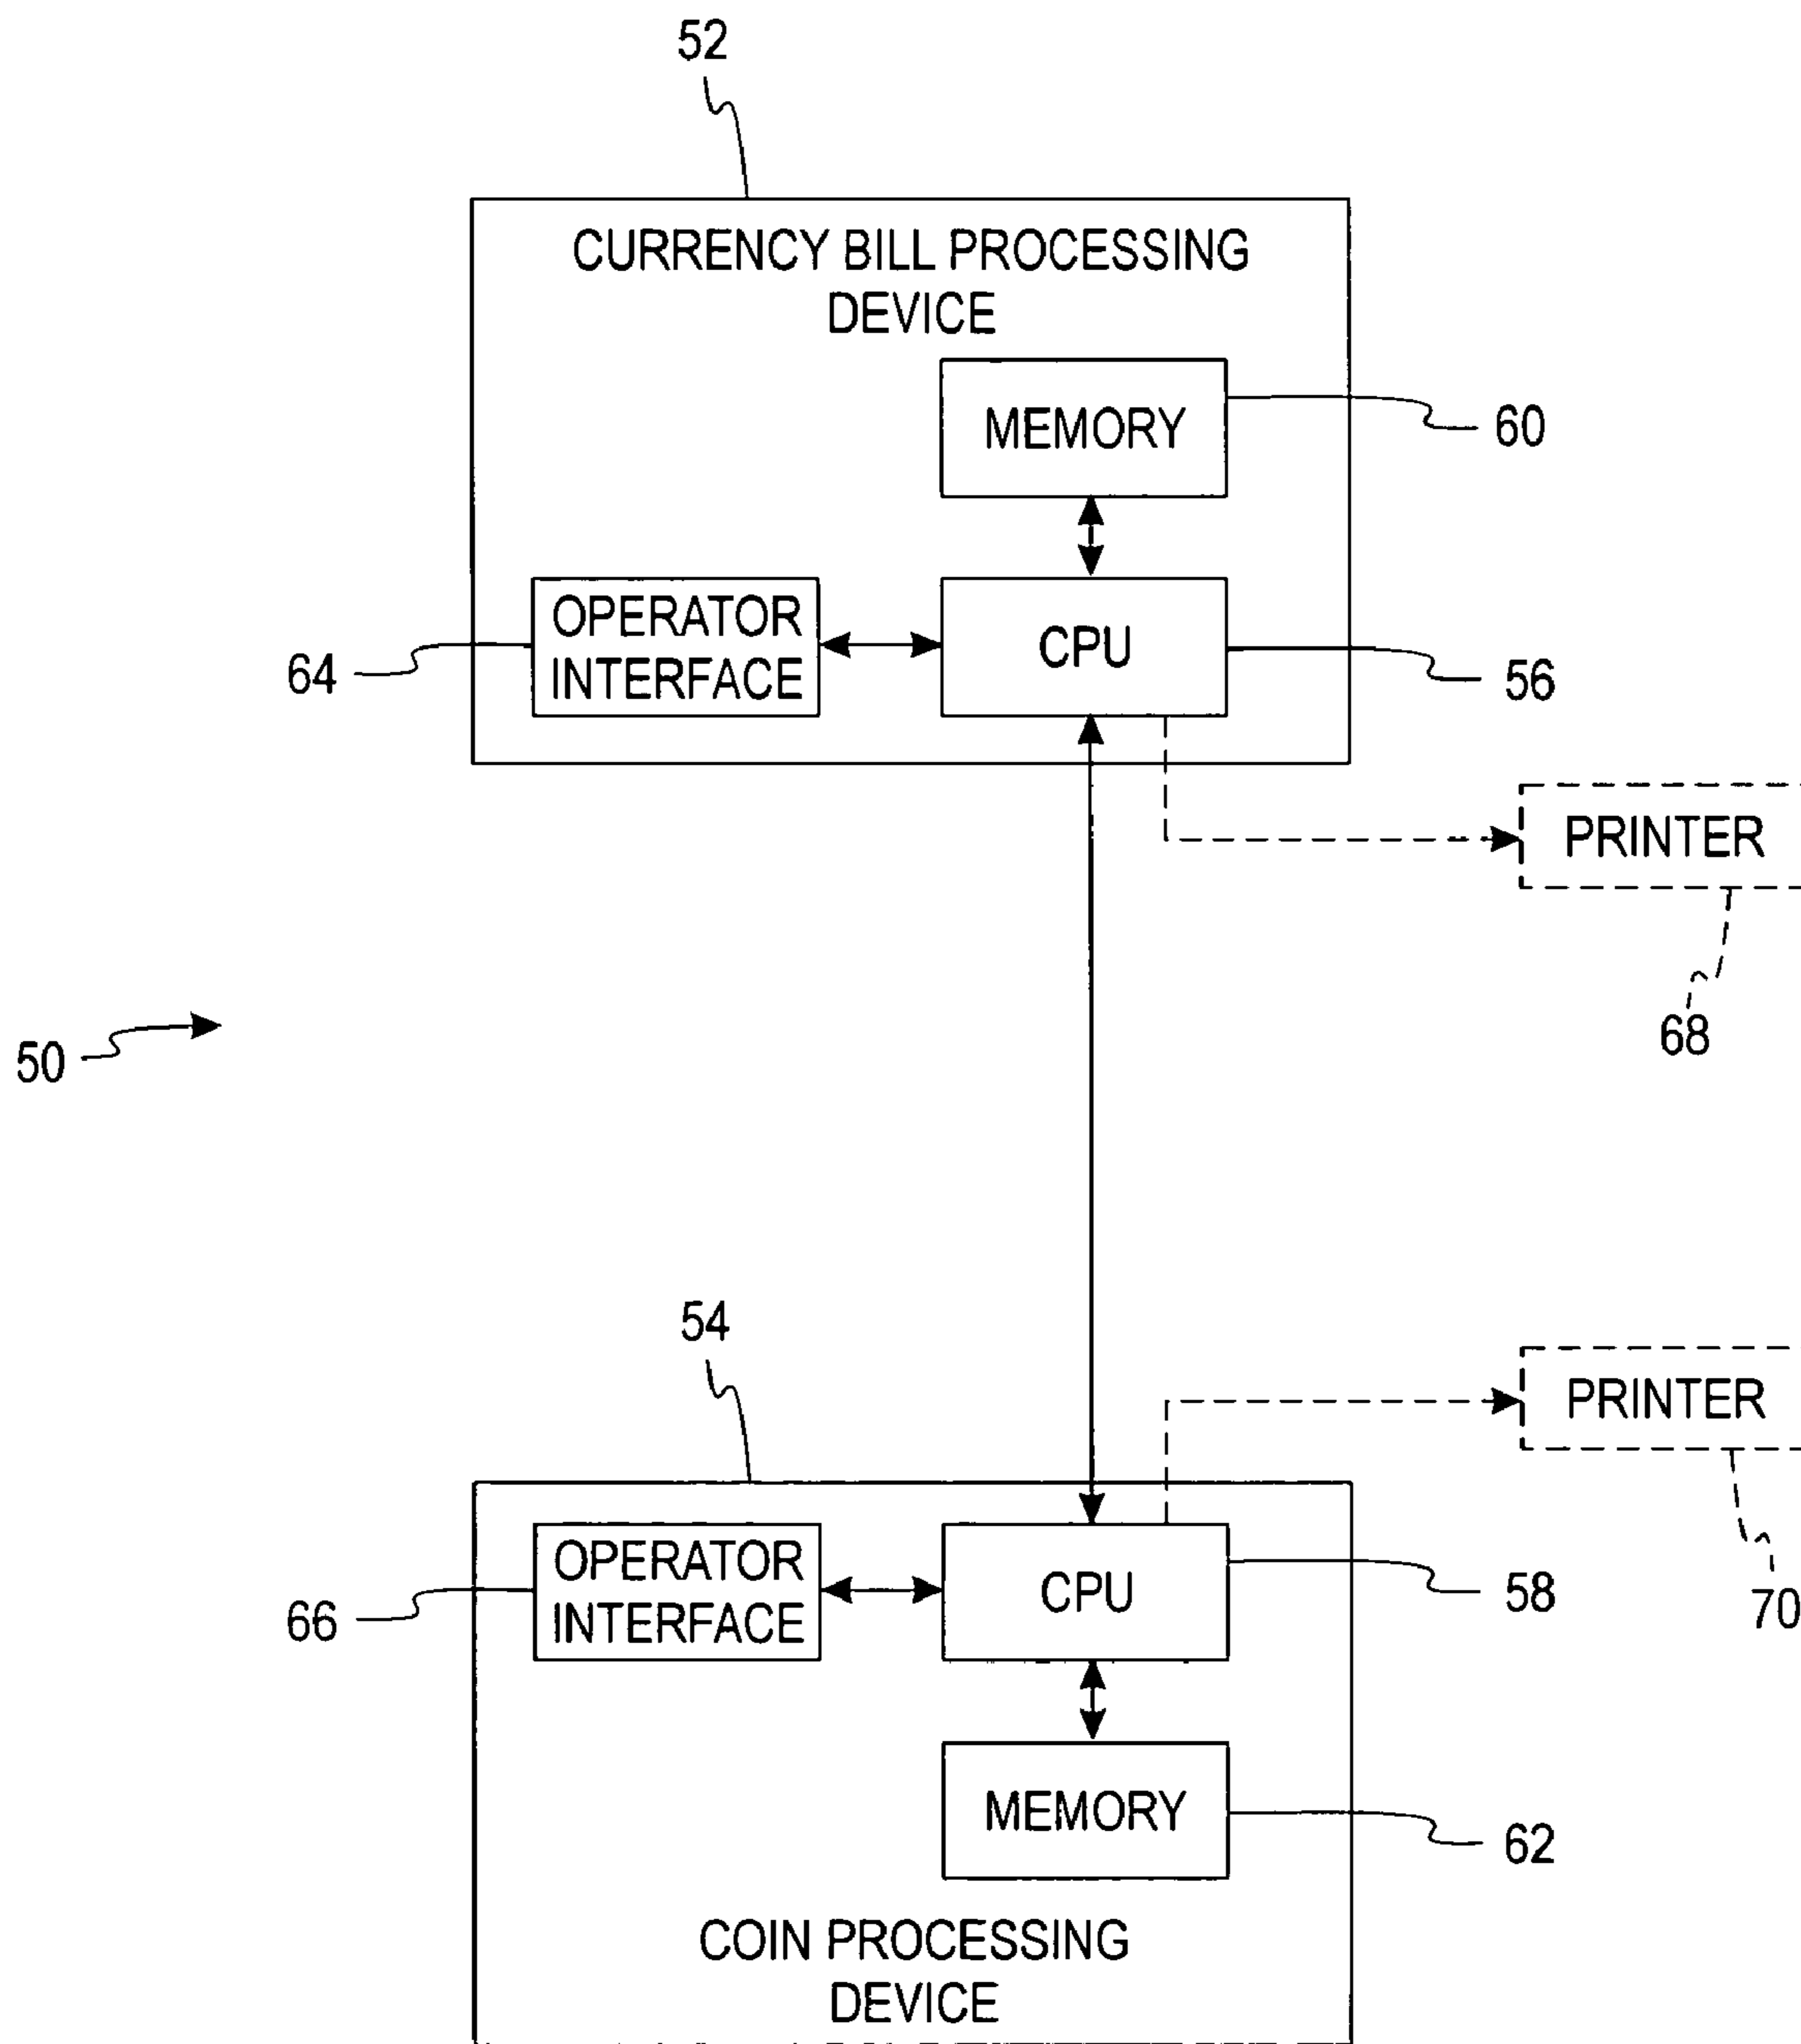 52
CURRENCY BILL PROCESSING
DEVICE
MEMORY
60
OPERATOR
INTERFACE
CPU
64
56
PRINTER
68
50
54
PRINTER
OPERATOR
INTERFACE
CPU
66
58
70
MEMORY
62
COIN PROCESSING
DEVICE